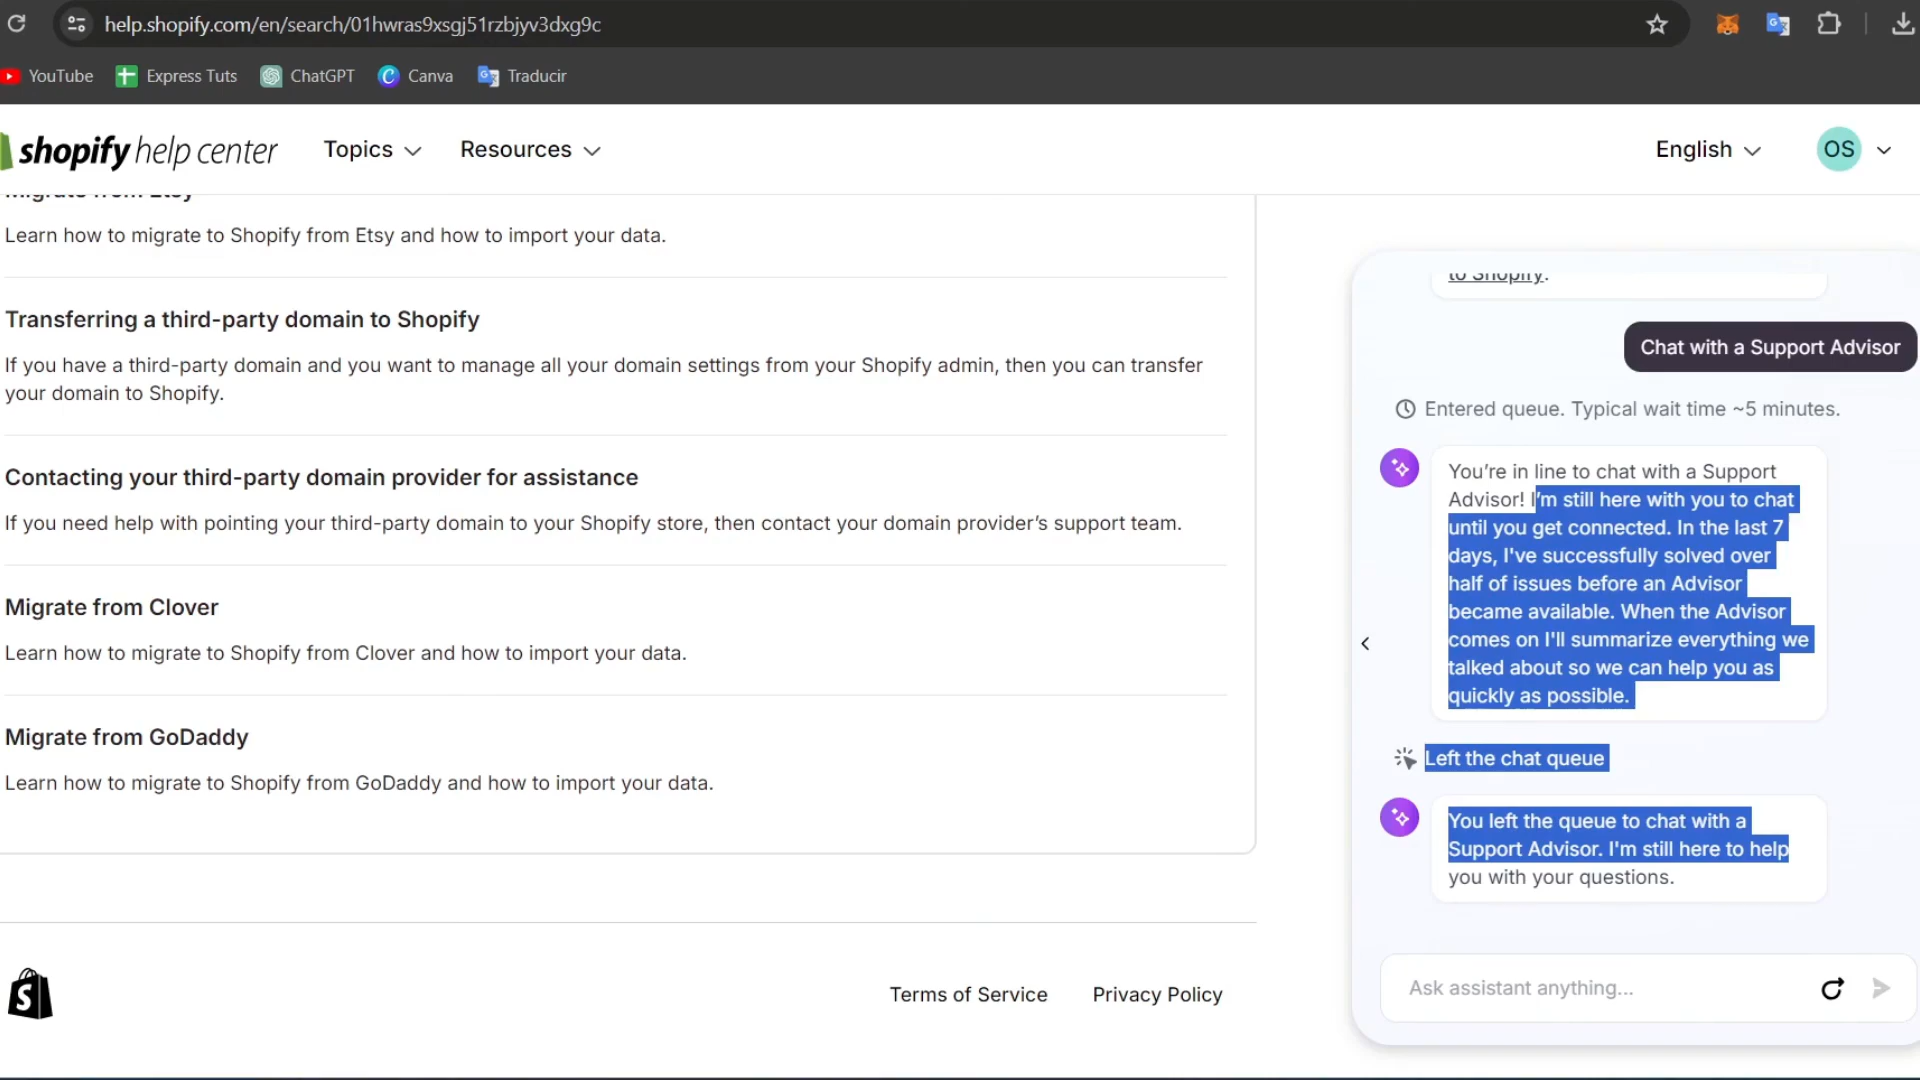 help.shopify.com/en/search/01hwras9xsgj51rzbjyv3dxg9c
YouTube
Express Tuts
ChatGPT
Canva
Traducir
shopify help center
Topics
Resources
English
OS
Migrate from Etsy
Learn how to migrate to Shopify from Etsy and how to import your data.
Transferring a third-party domain to Shopify
If you have a third-party domain and you want to manage all your domain settings from your Shopify admin, then you can transfer
your domain to Shopify.
Contacting your third-party domain provider for assistance
If you need help with pointing your third-party domain to your Shopify store, then contact your domain provider’s support team.
Migrate from Clover
Learn how to migrate to Shopify from Clover and how to import your data.
Migrate from GoDaddy
Learn how to migrate to Shopify from GoDaddy and how to import your data.
Terms of Service
Privacy Policy
to Shopify.
Chat with a Support Advisor
Entered queue. Typical wait time ~5 minutes.
You’re in line to chat with a Support
Advisor! I’m still here with you to chat
until you get connected. In the last 7
days, I've successfully solved over
half of issues before an Advisor
became available. When the Advisor
comes on I'll summarize everything we
talked about so we can help you as
quickly as possible.
Left the chat queue
You left the queue to chat with a
Support Advisor. I'm still here to help
you with your questions.
Ask assistant anything...